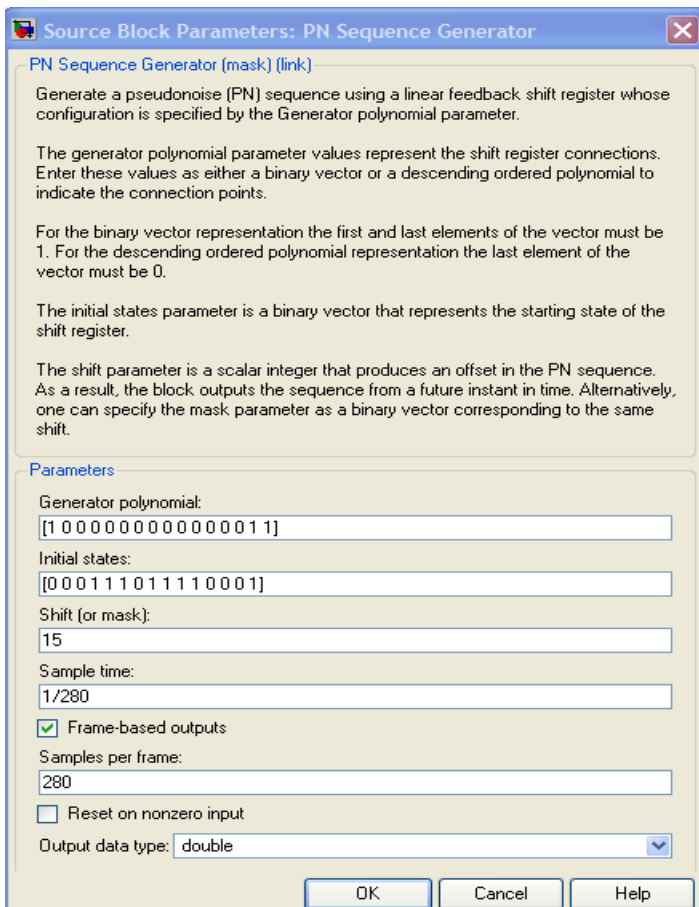 Source Block Parameters: PN Sequence Generator
PN Sequence Generator (mask) (link)
Generate a pseudonoise (PN) sequence using a linear feedback shift register whose
configuration is specified by the Generator polynomial parameter.
The generator polynomial parameter values represent the shift register connections.
Enter these values as either a binary vector or a descending ordered polynomial to
indicate the connection points.
For the binary vector representation the first and last elements of the vector must be
1. For the descending ordered polynomial representation the last element of the
vector must be 0.
The initial states parameter is a binary vector that represents the starting state of the
shift register.
The shift parameter is a scalar integer that produces an offset in the PN sequence.
As a result, the block outputs the sequence from a future instant in time. Alternatively,
one can specify the mask parameter as a binary vector corresponding to the same
shift.
Parameters
Generator polynomial:
[1 0 0 0 0 0 0 0 0 0 0 0 0 0 1 1]
Initial states:
[0 0 0 1 1 1 0 1 1 1 1 0 0 0 1]
Shift (or mask):
15
Sample time:
1/280
Frame-based outputs
Samples per frame:
280
Reset on nonzero input
Output data type: double
OK Cancel Help